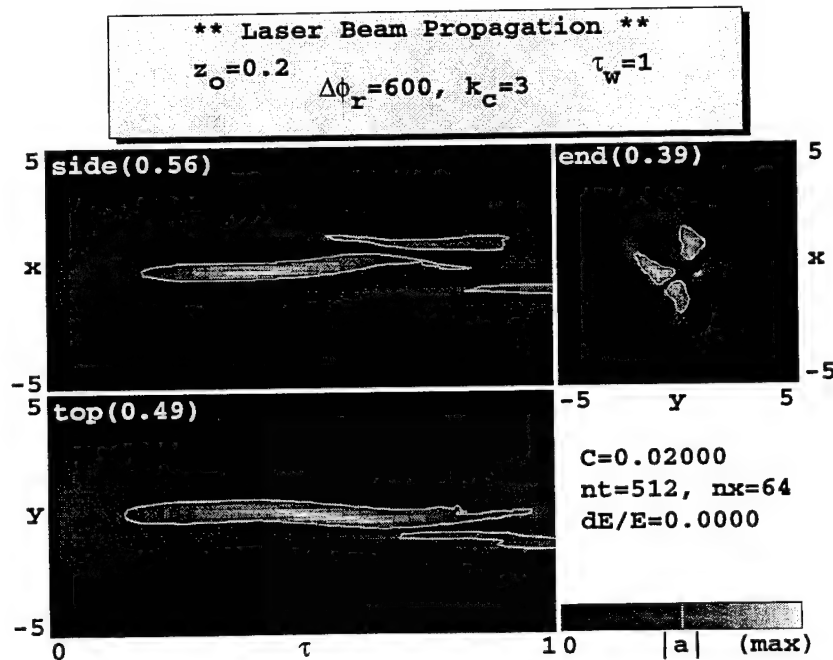 ** Laser Beam Propagation **
z_o=0.2
Δϕ_r=600, k_c=3
τ_w=1
5
side(0.56)
x
-5
end(0.39)
5
x
-5
-5 y 5
5
top(0.49)
y
-5
0 τ 1
C=0.02000
nt=512, nx=64
dE/E=0.0000
0 |a| (max)